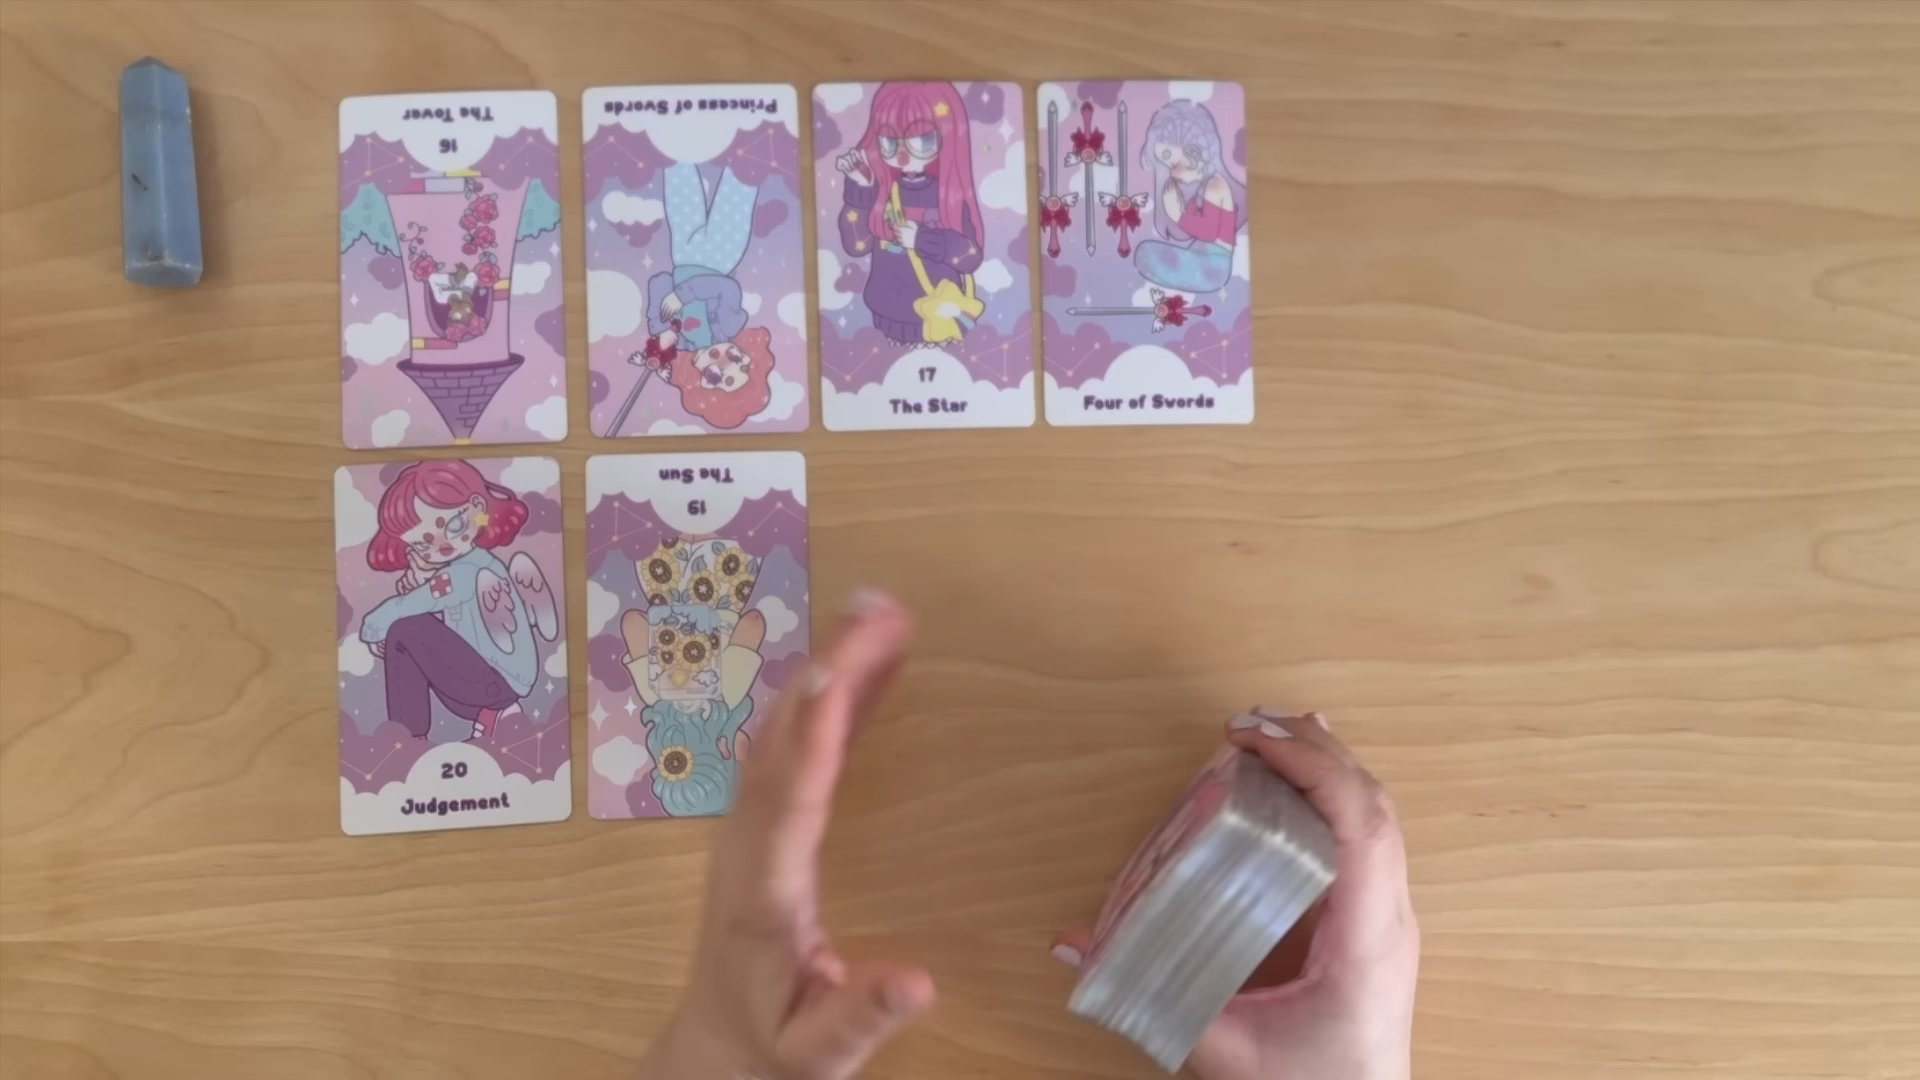 The Tower
16
Princess of Swords
17
The Star
Four of Swords
20
Judgement
The Sun
19